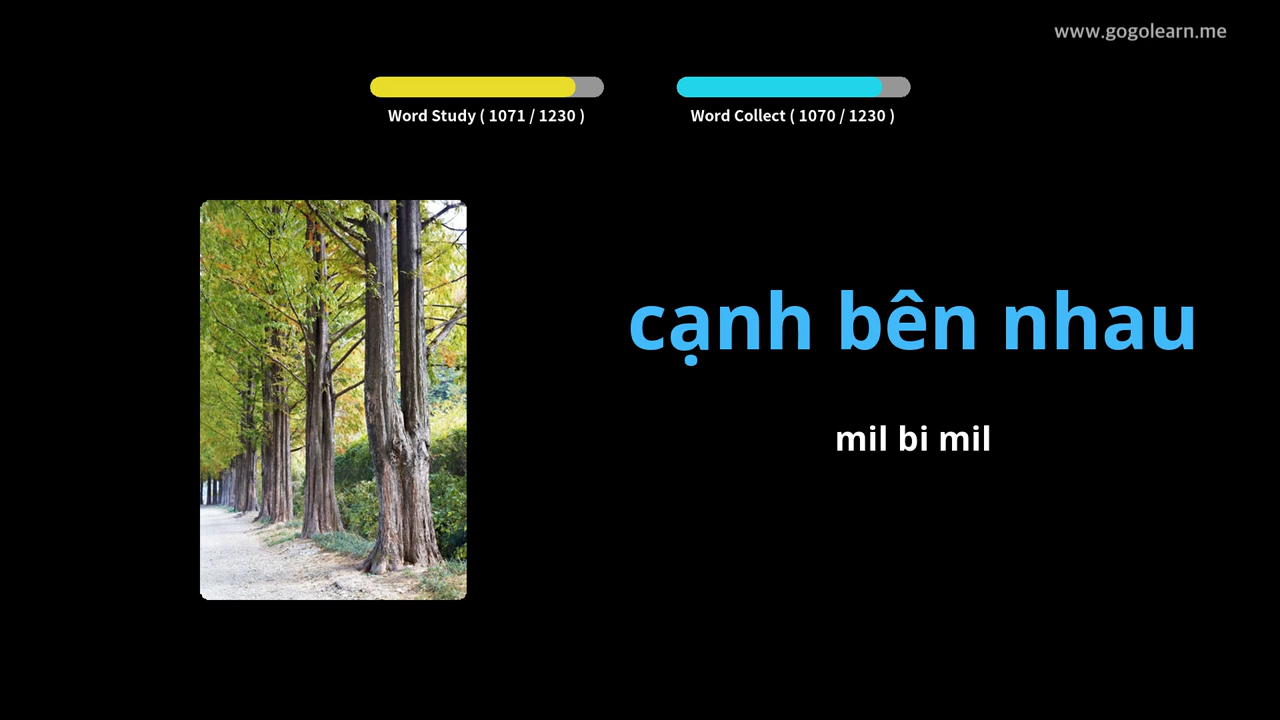 www.gogolearn.me
Word Study ( 1071 / 1230 )
Word Collect ( 1070 / 1230 )
cạnh bên nhau
mil bi mil